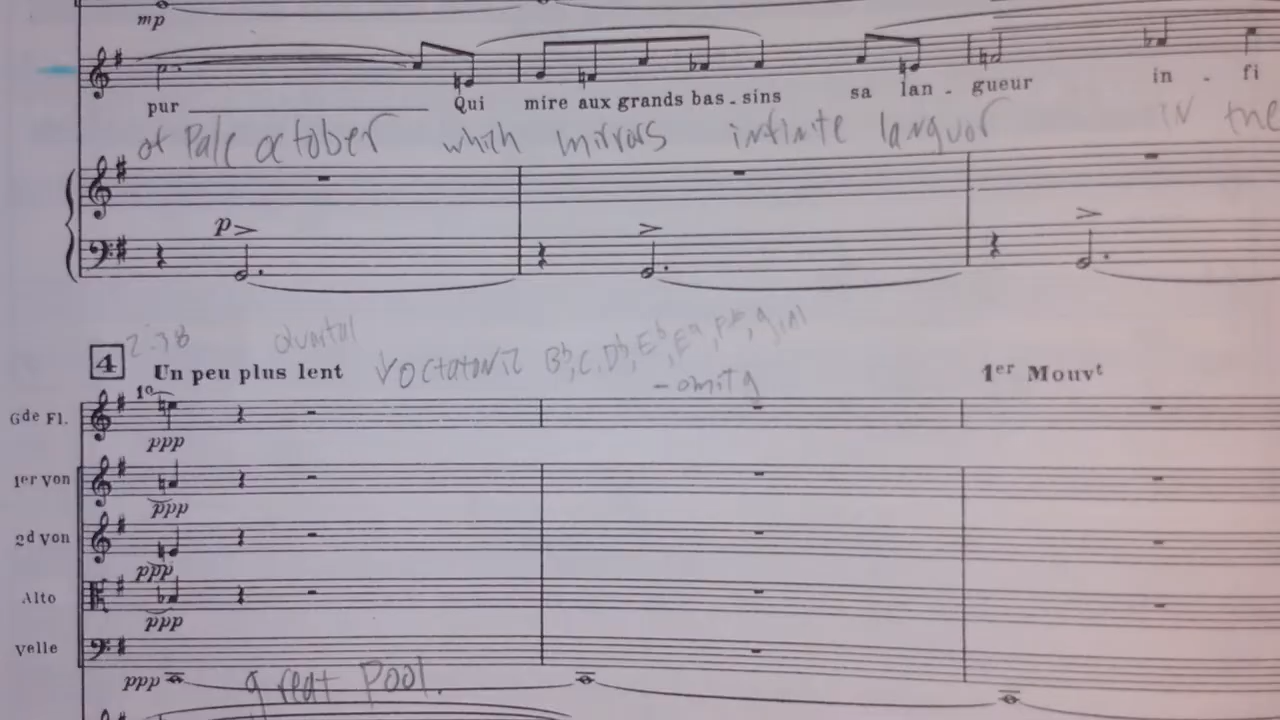 mp
pur Qui mire aux grands bas - sins sa lan - gueur in - fi
of Pale october which mirrors infinite languor in the
p
2:38 Quartal
4 Un peu plus lent octatonic B♭, C, D♭, E♭, E♮, 1er Mouvt
- omit g
1o
Gde Fl.
ppp
1er von
ppp
2d von
ppp
Alto
ppp
velle
ppp great Pool.